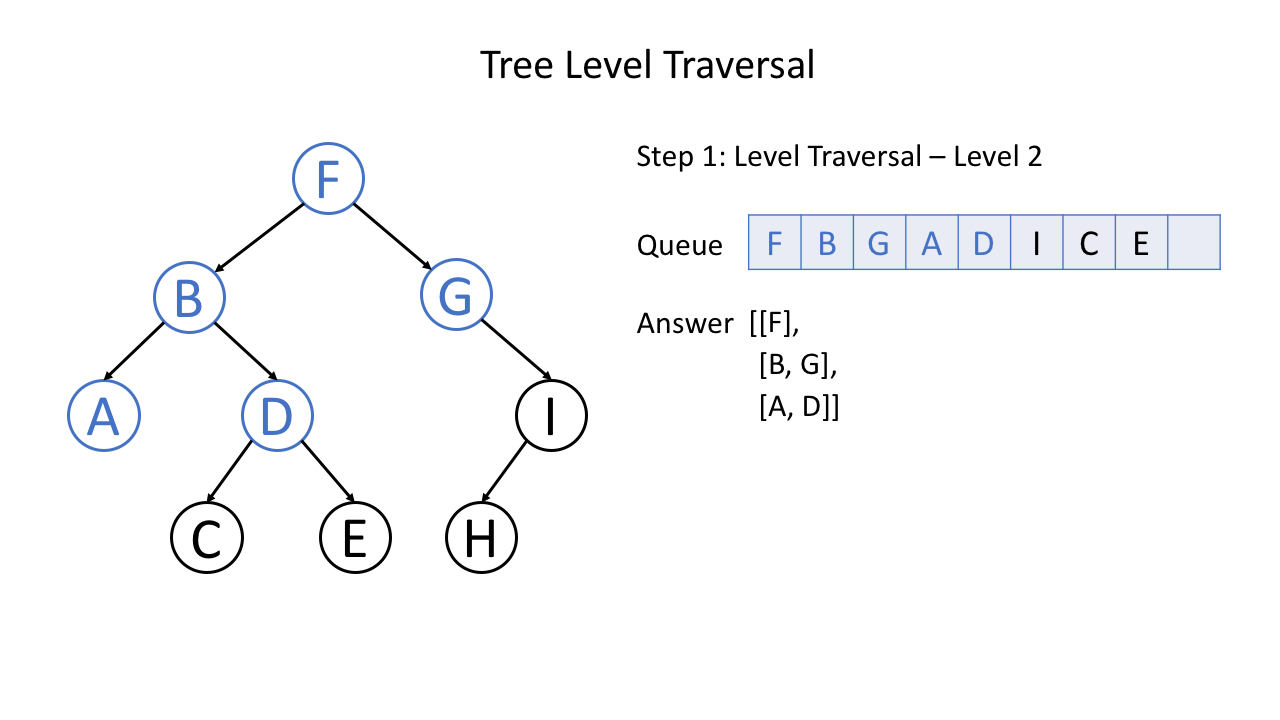 Tree Level Traversal
F
B G
A D I
C E H
Step 1: Level Traversal – Level 2
Queue F B G A D I C E
Answer [[F],
[B, G],
[A, D]]